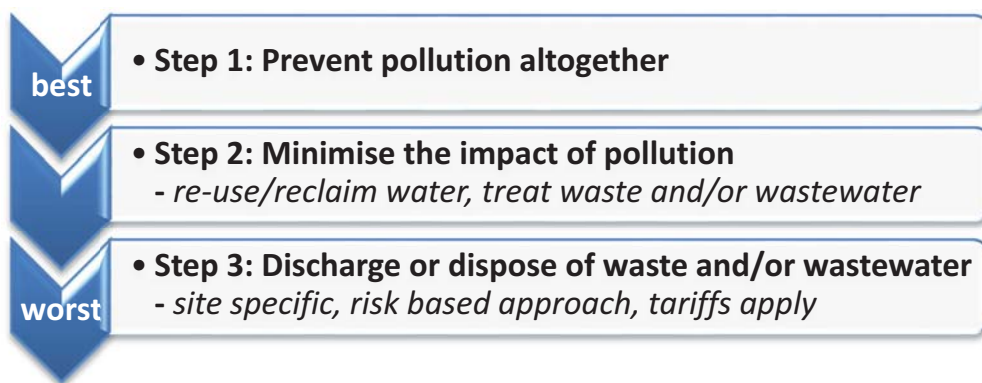 best
• Step 1: Prevent pollution altogether
• Step 2: Minimise the impact of pollution
- re-use/reclaim water, treat waste and/or wastewater
worst
• Step 3: Discharge or dispose of waste and/or wastewater
- site specific, risk based approach, tariffs apply